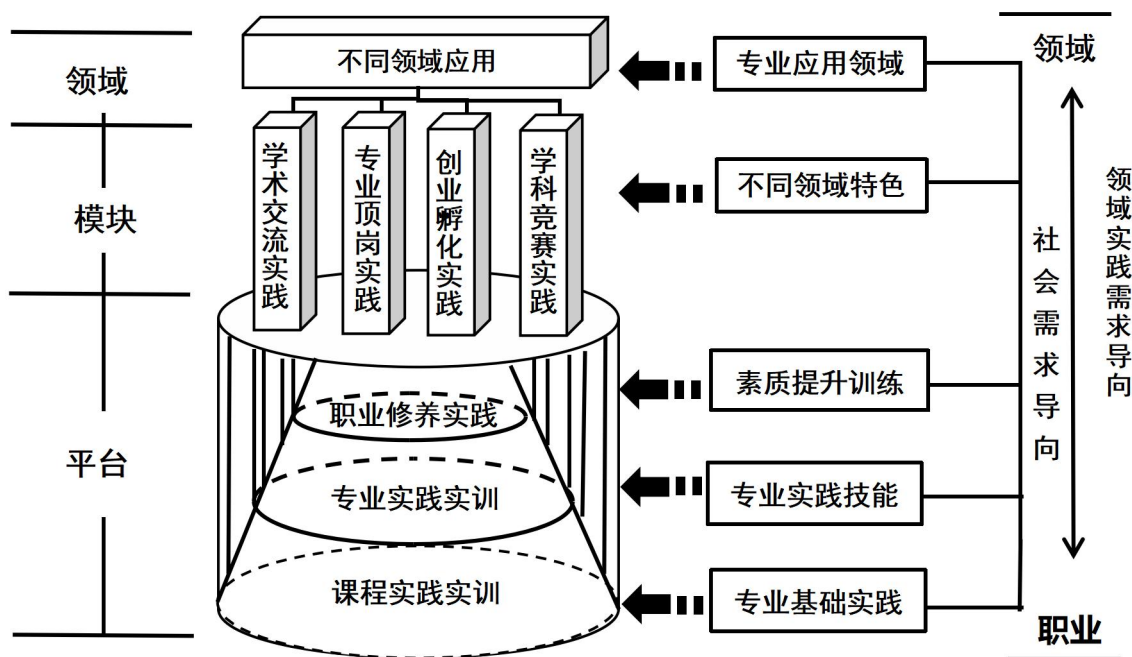 领域
模块
平台
不同领域应用
学术交流实践
专业顶岗实践
创业孵化实践
学科竞赛实践
职业修养实践
专业实践实训
课程实践实训
专业应用领域
不同领域特色
素质提升训练
专业实践技能
专业基础实践
领域
社会需求导向
领域实践需求导向
职业